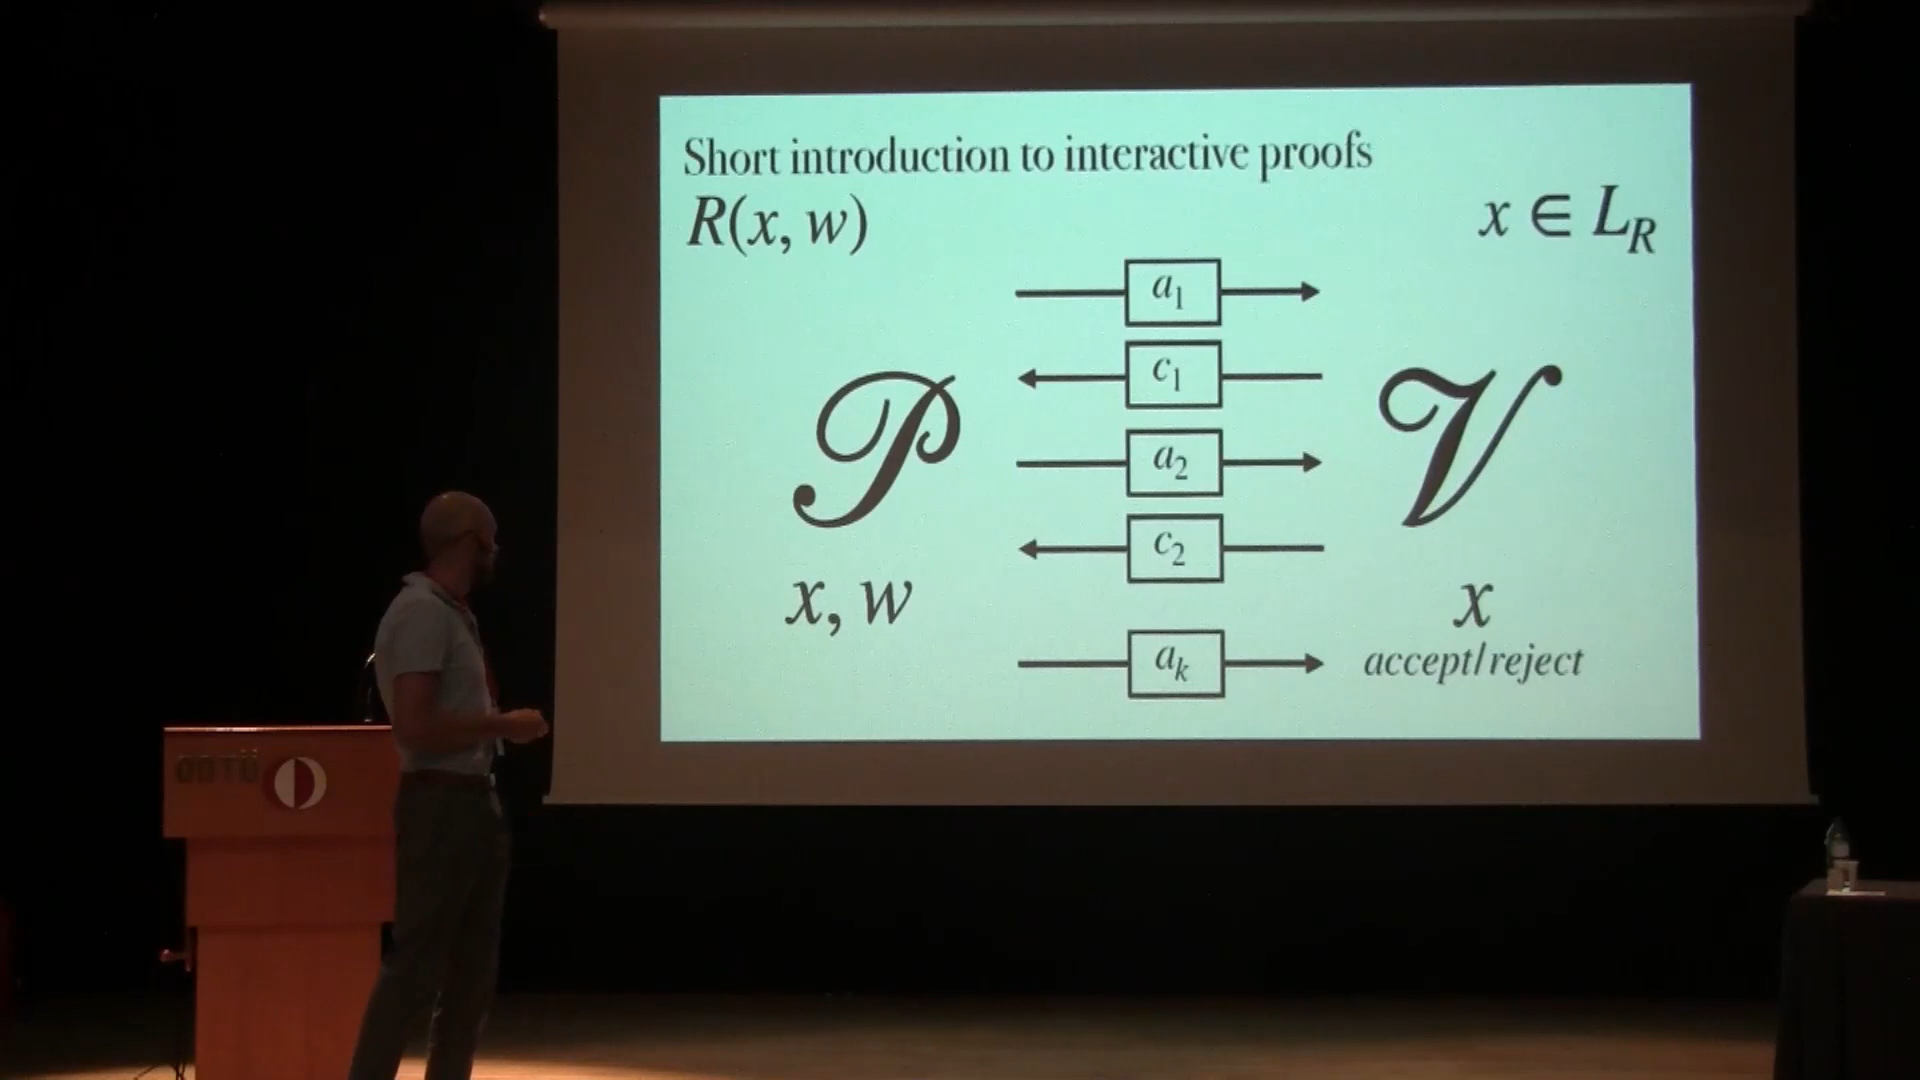 Short introduction to interactive proofs
R(x, w)
x ∈ L_R
a_1
c_1
a_2
c_2
a_k
𝒫
x, w
𝒱
x
accept/reject
ODTÜ